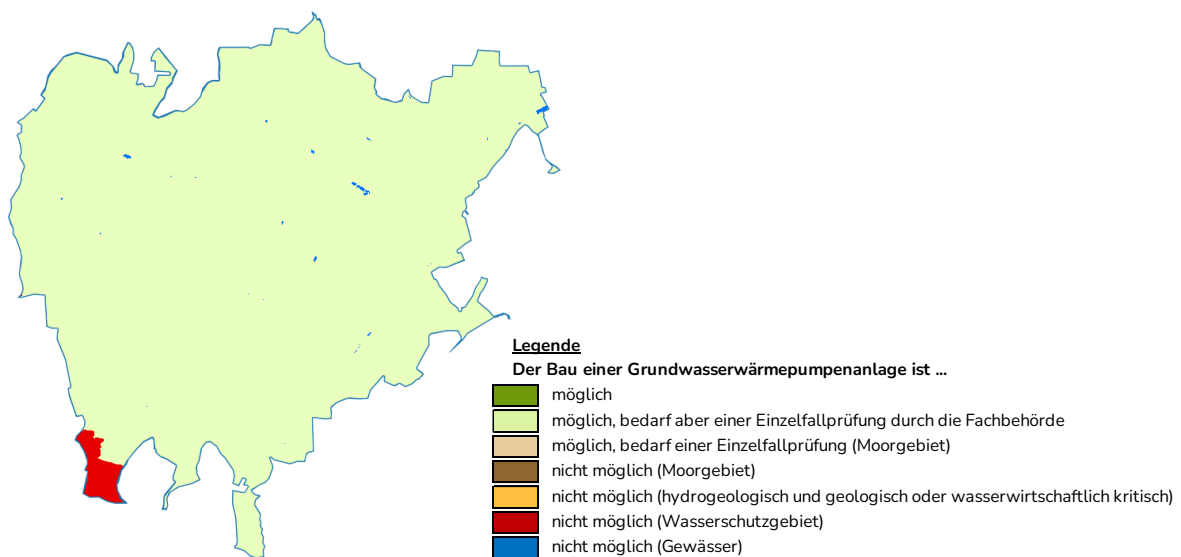 Legende
Der Bau einer Grundwasserwärmepumpenanlage ist ...
möglich
möglich, bedarf aber einer Einzelfallprüfung durch die Fachbehörde
möglich, bedarf einer Einzelfallprüfung (Moorgebiet)
nicht möglich (Moorgebiet)
nicht möglich (hydrogeologisch und geologisch oder wasserwirtschaftlich kritisch)
nicht möglich (Wasserschutzgebiet)
nicht möglich (Gewässer)